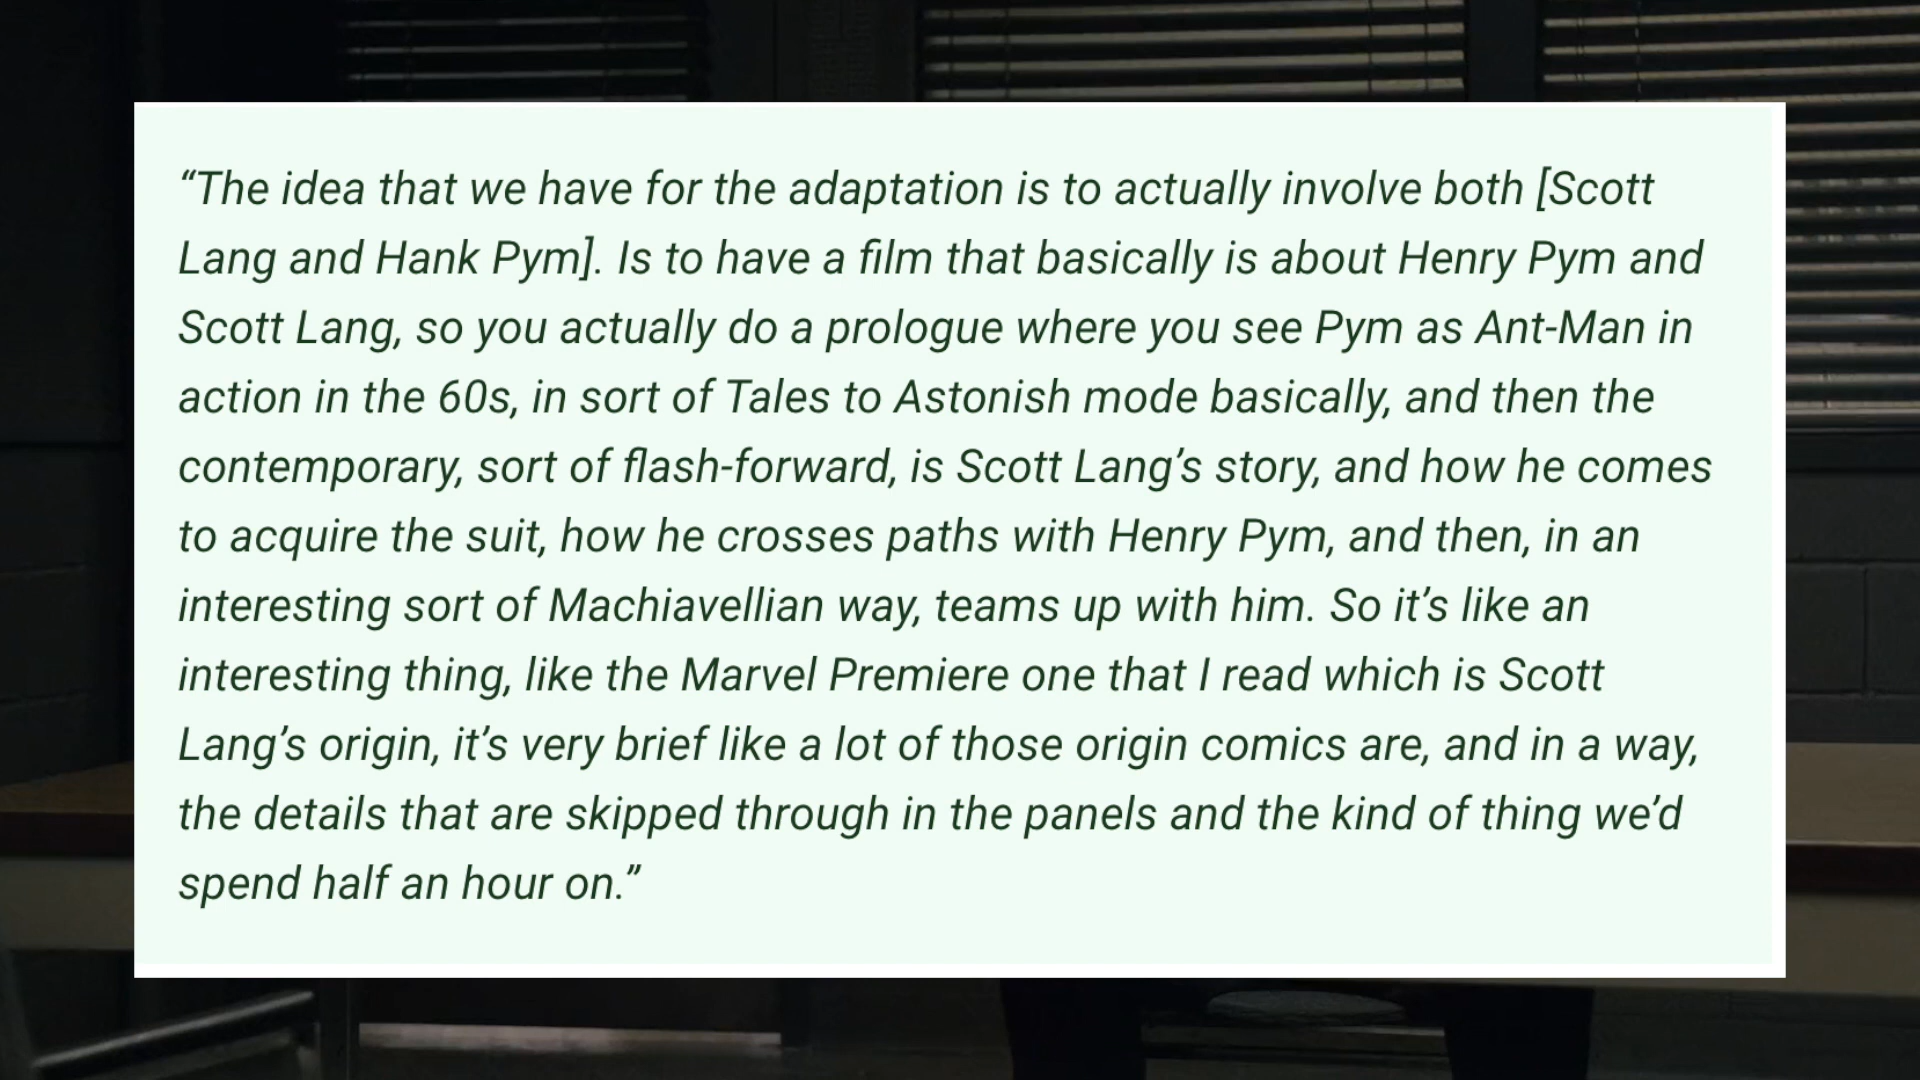 “The idea that we have for the adaptation is to actually involve both [Scott
Lang and Hank Pym]. Is to have a film that basically is about Henry Pym and
Scott Lang, so you actually do a prologue where you see Pym as Ant-Man in
action in the 60s, in sort of Tales to Astonish mode basically, and then the
contemporary, sort of flash-forward, is Scott Lang’s story, and how he comes
to acquire the suit, how he crosses paths with Henry Pym, and then, in an
interesting sort of Machiavellian way, teams up with him. So it’s like an
interesting thing, like the Marvel Premiere one that I read which is Scott
Lang’s origin, it’s very brief like a lot of those origin comics are, and in a way,
the details that are skipped through in the panels and the kind of thing we’d
spend half an hour on.”